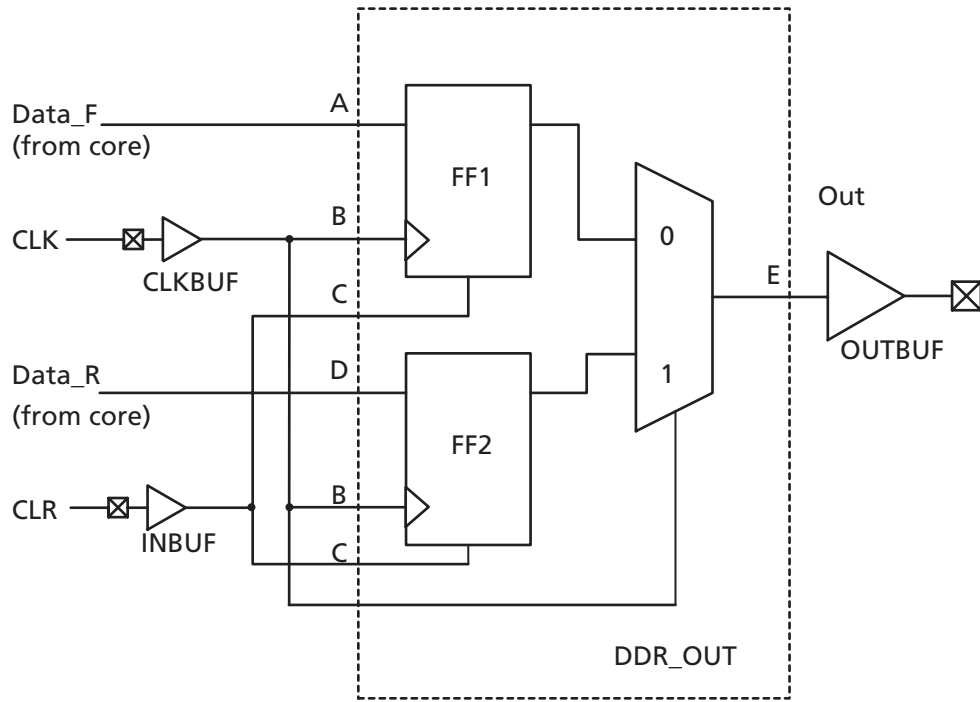 Data_F
(from core)
A
FF1
CLK
CLKBUF
B
C
0
Out
E
OUTBUF
Data_R
(from core)
D
1
FF2
CLR
INBUF
B
C
DDR_OUT